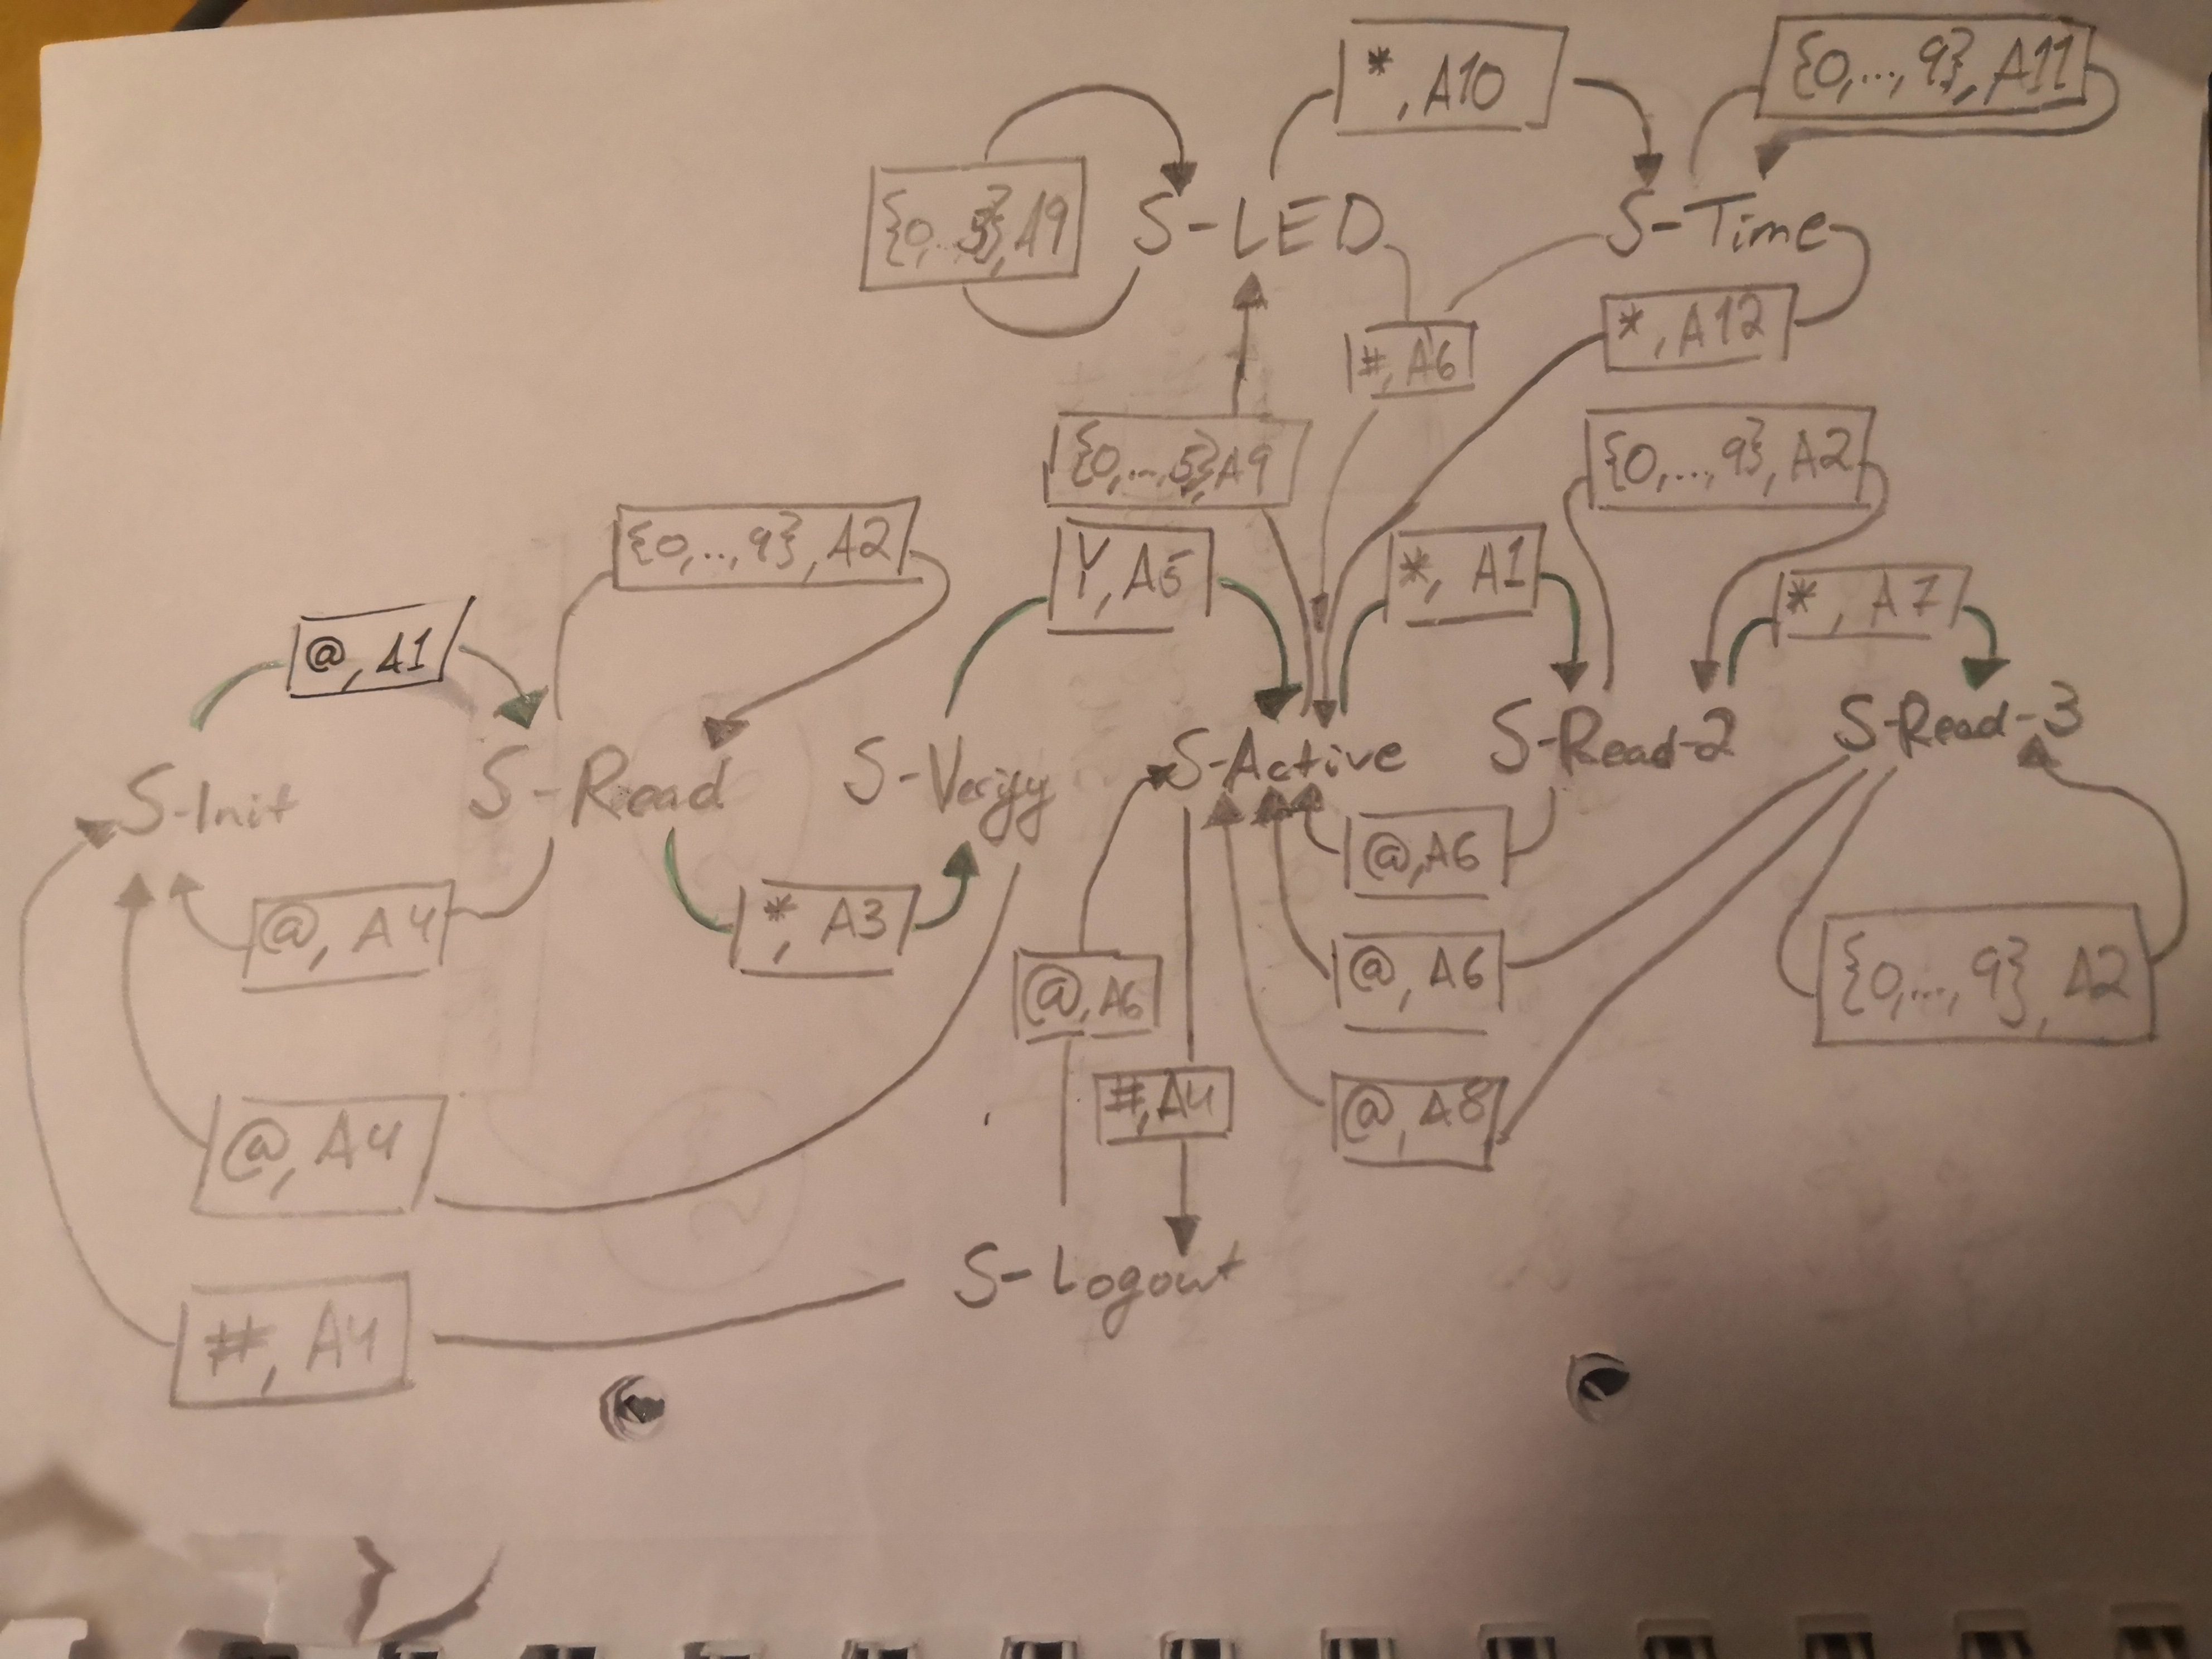 *, A10
{0,...,9}, A11
{0,..5}, A9
S-LED
S-Time
#, A6
*, A12
{0,...,5}, A9
{0,...,9}, A2
{0,..,9}, A2
Y, A5
*, A1
*, A7
@, A1
S-Init
S-Read
S-Verify
S-Active
S-Read-2
S-Read-3
@, A4
*, A3
@, A6
@, A6
@, A6
{0,...,9}, A2
@, A4
#, A4
@, A8
S-Logout
#, A4